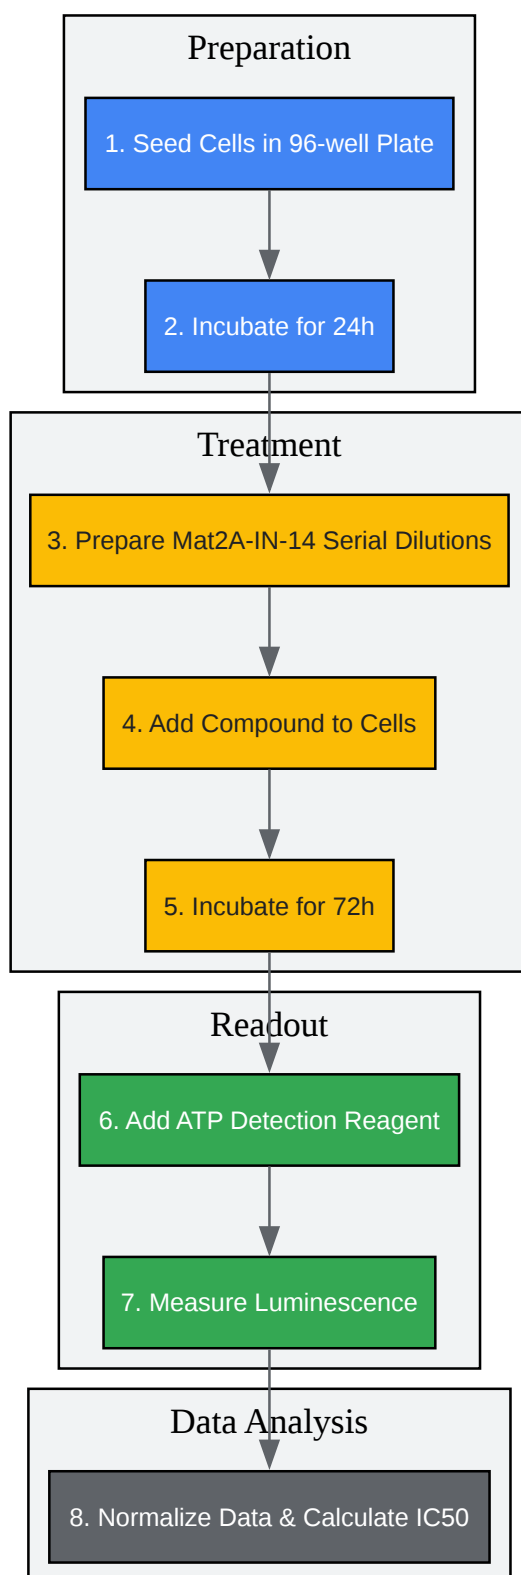 Preparation
1. Seed Cells in 96-well Plate
2. Incubate for 24h
Treatment
3. Prepare Mat2A-IN-14 Serial Dilutions
4. Add Compound to Cells
5. Incubate for 72h
Readout
6. Add ATP Detection Reagent
7. Measure Luminescence
Data Analysis
8. Normalize Data & Calculate IC50